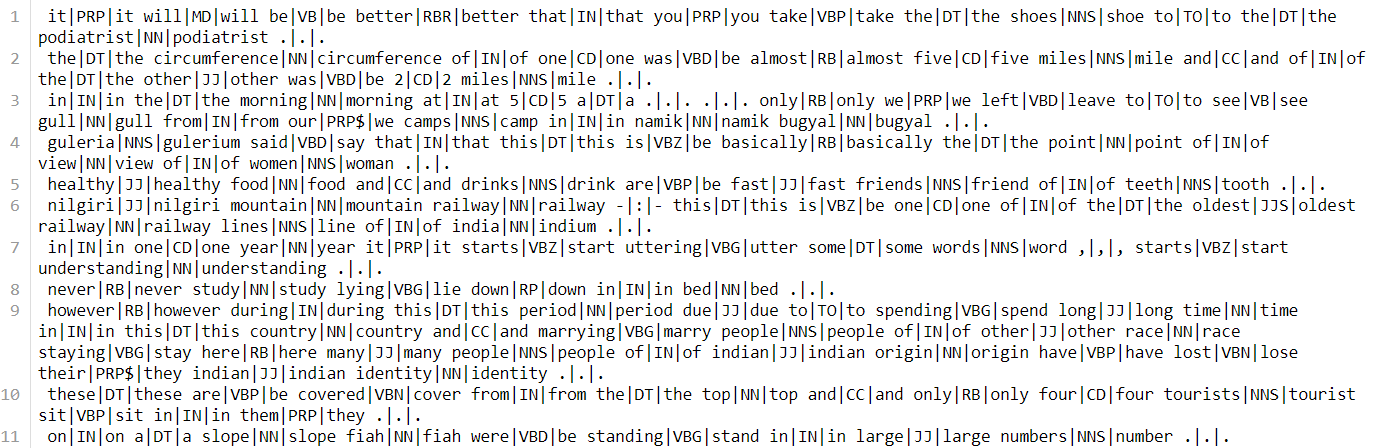 1 it|PRP|it will|MD|will be|VB|be better|RBR|better that|IN|that you|PRP|you take|VBP|take the|DT|the shoes|NNS|shoe to|TO|to the|DT|the
podiatrist|NN|podiatrist .|.|.
2 the|DT|the circumference|NN|circumference of|IN|of one|CD|one was|VBD|be almost|RB|almost five|CD|five miles|NNS|mile and|CC|and of|IN|of
the|DT|the other|JJ|other was|VBD|be 2|CD|2 miles|NNS|mile .|.|.
3 in|IN|in the|DT|the morning|NN|morning at|IN|at 5|CD|5 a|DT|a .|.|. .|.|. only|RB|only we|PRP|we left|VBD|leave to|TO|to see|VB|see
gull|NN|gull from|IN|from our|PRP$|we camps|NNS|camp in|IN|in namik|NN|namik bugyal|NN|bugyal .|.|.
4 guleria|NNS|gulerium said|VBD|say that|IN|that this|DT|this is|VBZ|be basically|RB|basically the|DT|the point|NN|point of|IN|of
view|NN|view of|IN|of women|NNS|woman .|.|.
5 healthy|JJ|healthy food|NN|food and|CC|and drinks|NNS|drink are|VBP|be fast|JJ|fast friends|NNS|friend of|IN|of teeth|NNS|tooth .|.|.
6 nilgiri|JJ|nilgiri mountain|NN|mountain railway|NN|railway -|:|- this|DT|this is|VBZ|be one|CD|one of|IN|of the|DT|the oldest|JJS|oldest
railway|NN|railway lines|NNS|line of|IN|of india|NN|indium .|.|.
7 in|IN|in one|CD|one year|NN|year it|PRP|it starts|VBZ|start uttering|VBG|utter some|DT|some words|NNS|word ,|,|, starts|VBZ|start
understanding|NN|understanding .|.|.
8 never|RB|never study|NN|study lying|VBG|lie down|RP|down in|IN|in bed|NN|bed .|.|.
9 however|RB|however during|IN|during this|DT|this period|NN|period due|JJ|due to|TO|to spending|VBG|spend long|JJ|long time|NN|time
in|IN|in this|DT|this country|NN|country and|CC|and marrying|VBG|marry people|NNS|people of|IN|of other|JJ|other race|NN|race
staying|VBG|stay here|RB|here many|JJ|many people|NNS|people of|IN|of indian|JJ|indian origin|NN|origin have|VBP|have lost|VBN|lose
their|PRP$|they indian|JJ|indian identity|NN|identity .|.|.
10 these|DT|these are|VBP|be covered|VBN|cover from|IN|from the|DT|the top|NN|top and|CC|and only|RB|only four|CD|four tourists|NNS|tourist
sit|VBP|sit in|IN|in them|PRP|they .|.|.
11 on|IN|on a|DT|a slope|NN|slope fiah|NN|fiah were|VBD|be standing|VBG|stand in|IN|in large|JJ|large numbers|NNS|number .|.|.